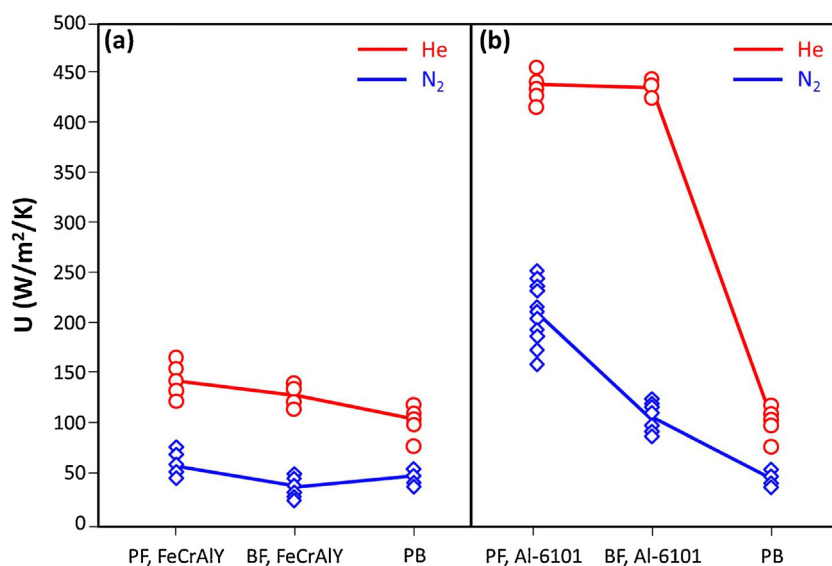 500
450
400
350
300
250
200
150
100
50
0
U (W/m²/K)
(a)
He
N₂
PF, FeCrAlY
BF, FeCrAlY
PB
(b)
He
N₂
PF, Al-6101
BF, Al-6101
PB